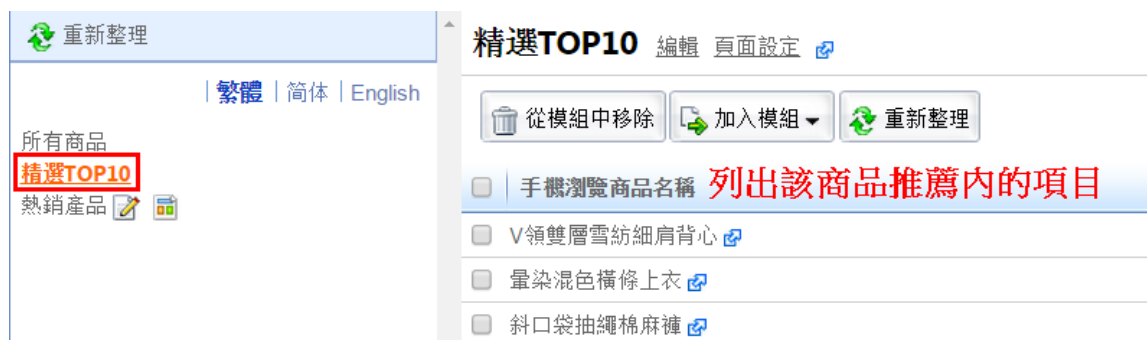 重新整理
|繁體|简体|English
所有商品
精選TOP10
熱銷產品
精選TOP10 編輯 頁面設定
從模組中移除 加入模組 重新整理
手機瀏覽商品名稱 列出該商品推薦內的項目
V領雙層雪紡細肩背心
暈染混色橫條上衣
斜口袋抽繩棉麻褲